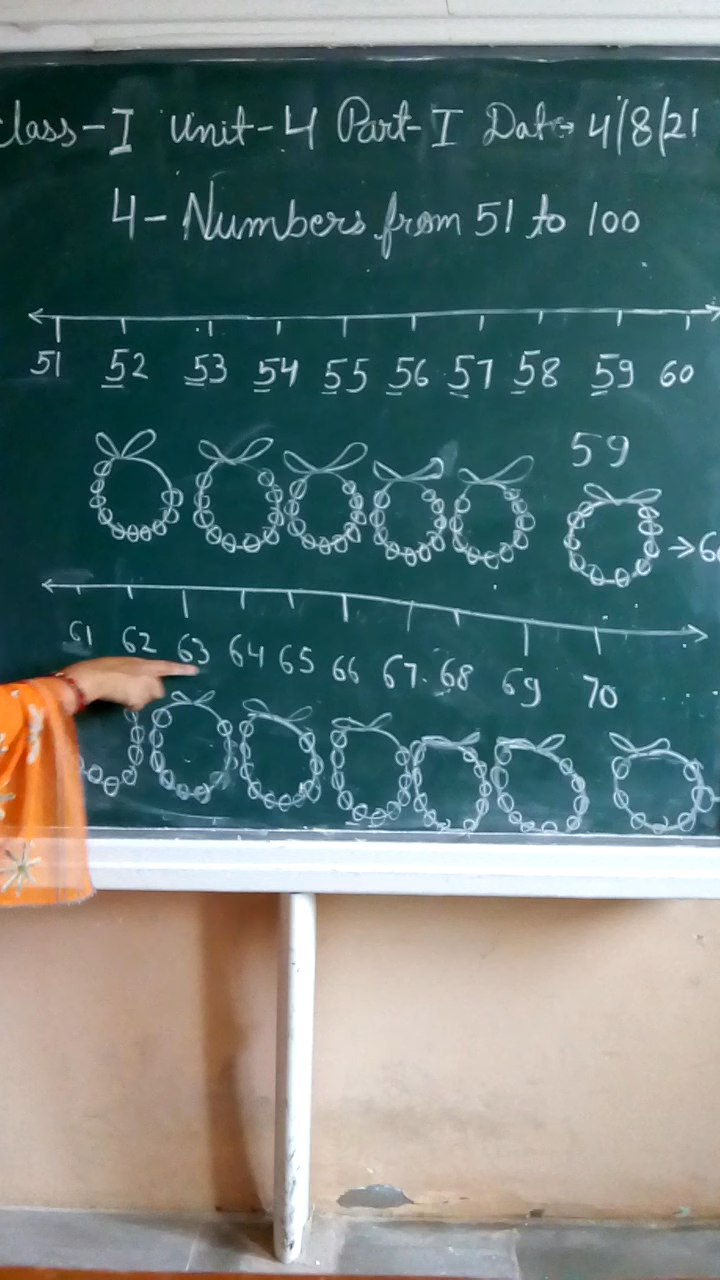 Class-I Unit-4 Part-I Date 4/8/21
4- Numbers from 51 to 100
51 52 53 54 55 56 57 58 59 60
59
61 62 63 64 65 66 67 68 69 70